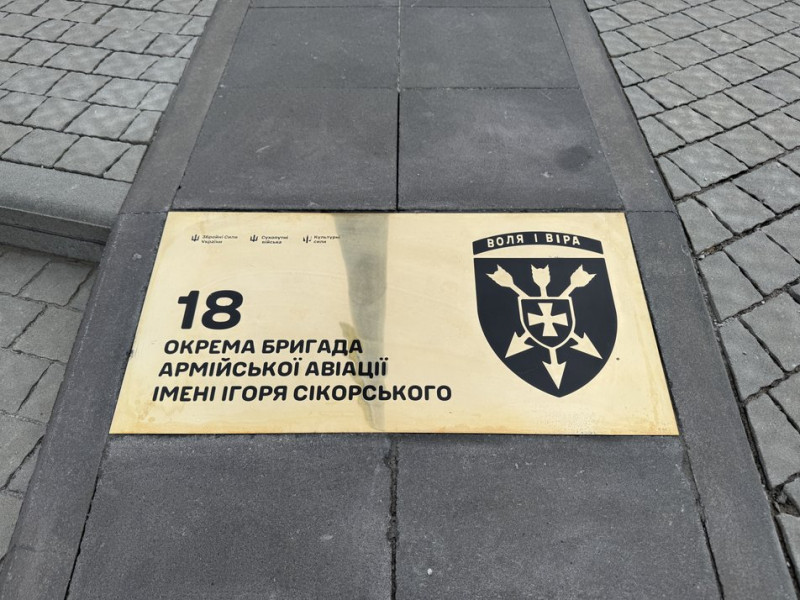 Збройні Сили
України
Сухопутні
війська
Культурні
сили
ВОЛЯ І ВІРА
18
ОКРЕМА БРИГАДА
АРМІЙСЬКОЇ АВІАЦІЇ
ІМЕНІ ІГОРЯ СІКОРСЬКОГО